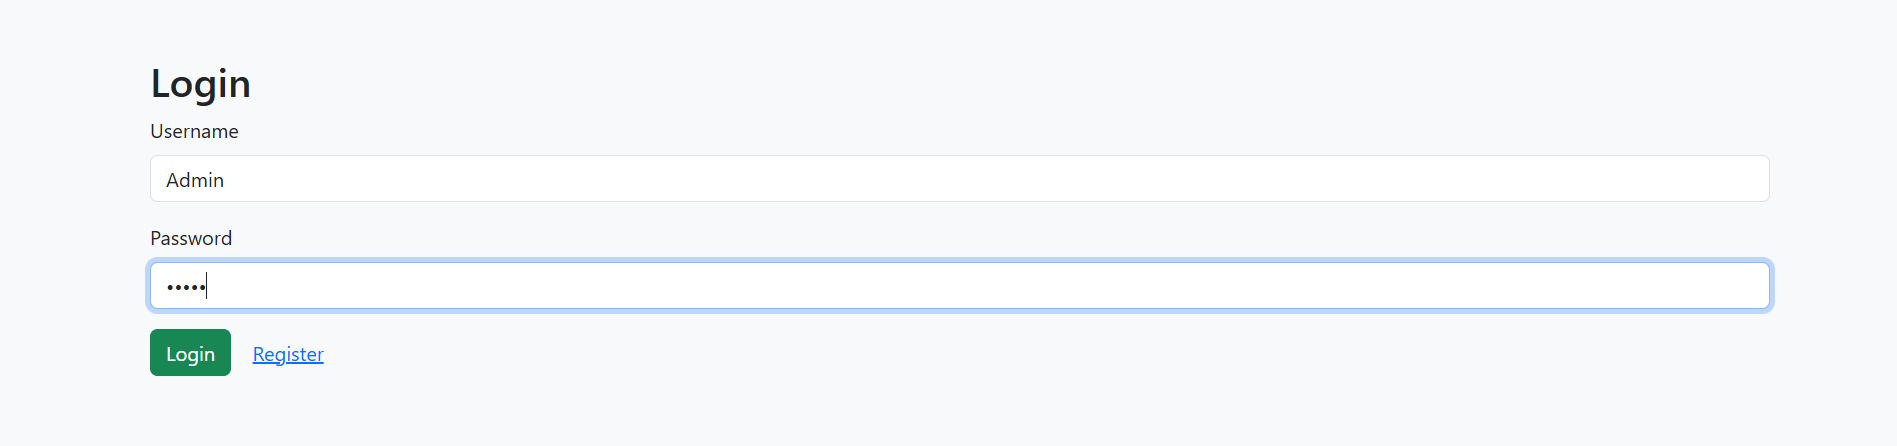 Login
Username
Admin
Password
•••••
Login Register